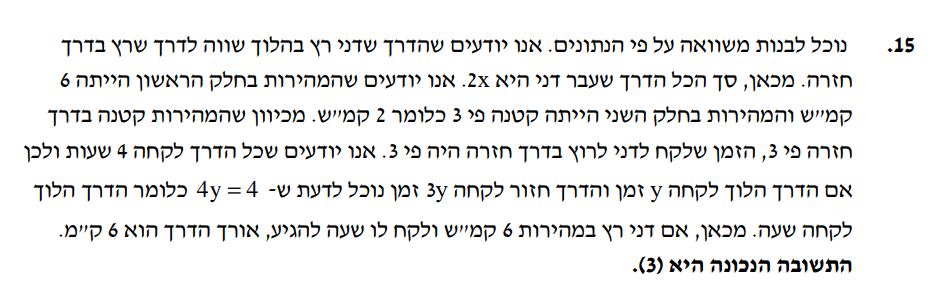 15. נוכל לבנות משוואה על פי הנתונים. אנו יודעים שהדרך שדני רץ בהלוך שווה לדרך שרץ בדרך
חזרה. מכאן, סך הכל הדרך שעבר דני היא 2x. אנו יודעים שהמהירות בחלק הראשון הייתה 6
קמ״ש והמהירות בחלק השני הייתה קטנה פי 3 כלומר 2 קמ״ש. מכיוון שהמהירות קטנה בדרך
חזרה פי 3, הזמן שלקח לדני לרוץ בדרך חזרה היה פי 3. אנו יודעים שכל הדרך לקחה 4 שעות ולכן
אם הדרך הלוך לקחה y זמן והדרך חזור לקחה 3y זמן נוכל לדעת ש- 4y = 4 כלומר הדרך הלוך
לקחה שעה. מכאן, אם דני רץ במהירות 6 קמ״ש ולקח לו שעה להגיע, אורך הדרך הוא 6 ק״מ.
התשובה הנכונה היא (3).